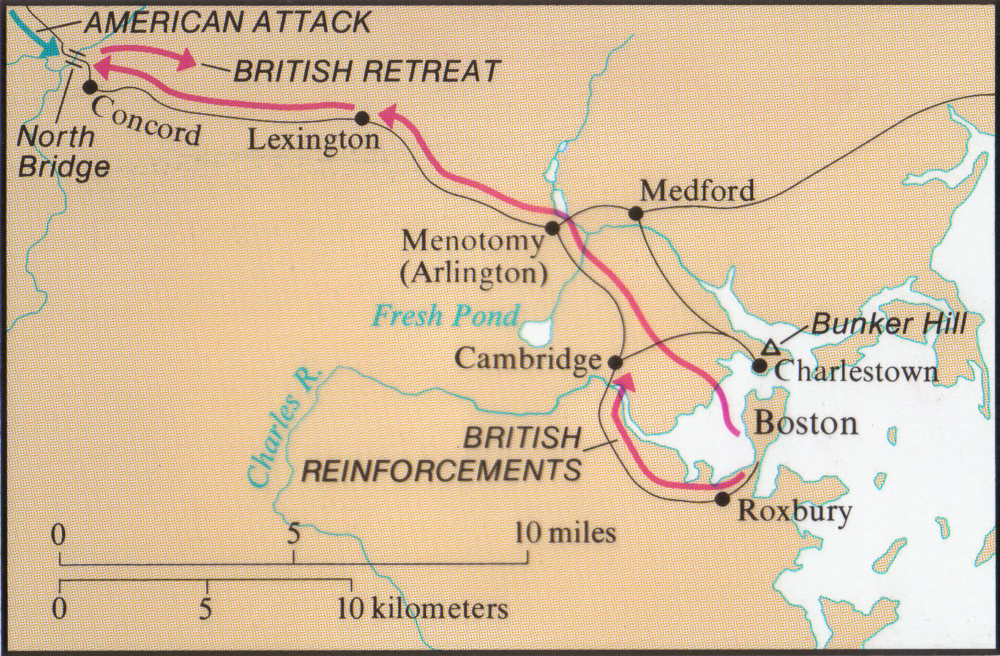 AMERICAN ATTACK
BRITISH RETREAT
Concord
North
Bridge
Lexington
Medford
Menotomy
(Arlington)
Fresh Pond
Bunker Hill
Cambridge
Charlestown
Charles R.
Boston
BRITISH
REINFORCEMENTS
Roxbury
0 5 10 miles
0 5 10 kilometers